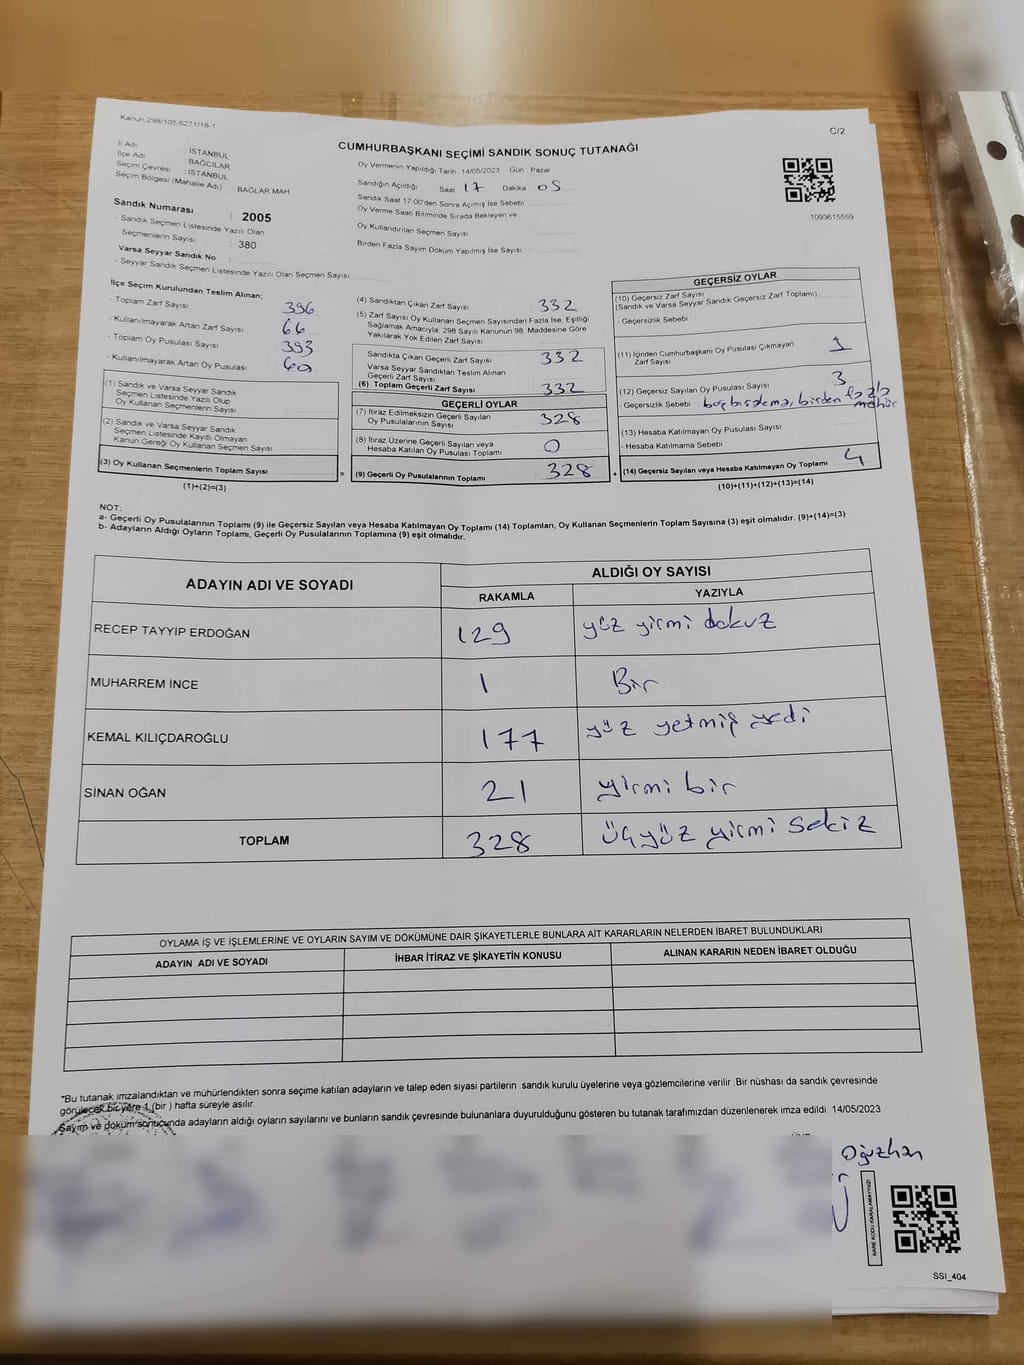 Kanun:298/105,6271/18-1
C/2
CUMHURBAŞKANI SEÇİMİ SANDIK SONUÇ TUTANAĞI
İl Adı : İSTANBUL
İlçe Adı : BAĞCILAR
Seçim Çevresi : İSTANBUL
Seçim Bölgesi (Mahalle Adı) BAĞLAR MAH
Sandık Numarası : 2005
- Sandık Seçmen Listesinde Yazılı Olan
Seçmenlerin Sayısı : 380
Varsa Seyyar Sandık No :
- Seyyar Sandık Seçmen Listesinde Yazılı Olan Seçmen Sayısı
Oy Vermenin Yapıldığı Tarih : 14/05/2023 Gün : Pazar
Sandığın Açıldığı Saat : 17 Dakika : 05
Sandık Saat 17.00'den Sonra Açmış İse Sebebi :
Oy Verme Saati Bitiminde Sırada Bekleyen ve
Oy Kullandırılan Seçmen Sayısı
Birden Fazla Sayım Döküm Yapılmış İse Sayısı
1093615559
İlçe Seçim Kurulundan Teslim Alınan;
- Toplam Zarf Sayısı 396
- Kullanılmayarak Artan Zarf Sayısı 66
- Toplam Oy Pusulası Sayısı 393
- Kullanılmayarak Artan Oy Pusulası 60
(1) Sandık ve Varsa Seyyar Sandık
Seçmen Listesinde Yazılı Olup
Oy Kullanan Seçmenlerin Sayısı
(2) Sandık ve Varsa Seyyar Sandık
Seçmen Listesinde Kayıtlı Olmayan
Kanun Gereği Oy Kullanan Seçmen Sayısı
(3) Oy Kullanan Seçmenlerin Toplam Sayısı
(1)+(2)=(3)
(4) Sandıktan Çıkan Zarf Sayısı 332
(5) Zarf Sayısı Oy Kullanan Seçmen Sayısından Fazla İse, Eşitliği
Sağlamak Amacıyla, 298 Sayılı Kanunun 98. Maddesine Göre
Yakılarak Yok Edilen Zarf Sayısı
Sandıkta Çıkan Geçerli Zarf Sayısı 332
Varsa Seyyar Sandıktan Teslim Alınan
Geçerli Zarf Sayısı
(6) Toplam Geçerli Zarf Sayısı 332
GEÇERLİ OYLAR
(7) İtiraz Edilmeksizin Geçerli Sayılan
Oy Pusulalarının Sayısı 328
(8) İtiraz Üzerine Geçerli Sayılan veya
Hesaba Katılan Oy Pusulaları Toplamı 0
= (9) Geçerli Oy Pusulalarının Toplamı 328
GEÇERSİZ OYLAR
(10) Geçersiz Zarf Sayısı
(Sandık ve Varsa Seyyar Sandık Geçersiz Zarf Toplamı)
- Geçersizlik Sebebi
(11) İçinden Cumhurbaşkanı Oy Pusulası Çıkmayan
Zarf Sayısı 1
(12) Geçersiz Sayılan Oy Pusulası Sayısı 3
- Geçersizlik Sebebi birden fazla mühür
(13) Hesaba Katılmayan Oy Pusulası Sayısı
- Hesaba Katılmama Sebebi
+ (14) Geçersiz Sayılan veya Hesaba Katılmayan Oy Toplamı 4
(10)+(11)+(12)+(13)=(14)
NOT:
a- Geçerli Oy Pusulalarının Toplamı (9) ile Geçersiz Sayılan veya Hesaba Katılmayan Oy Toplamı (14) Toplamları, Oy Kullanan Seçmenlerin Toplam Sayısına (3) eşit olmalıdır. (9)+(14)=(3)
b- Adayların Aldığı Oyların Toplamı, Geçerli Oy Pusulalarının Toplamına (9) eşit olmalıdır.
ADAYIN ADI VE SOYADI ALDIĞI OY SAYISI
RAKAMLA YAZIYLA
RECEP TAYYİP ERDOĞAN 129 yüz yirmi dokuz
MUHARREM İNCE 1 Bir
KEMAL KILIÇDAROĞLU 177 yüz yetmiş yedi
SİNAN OĞAN 21 yirmi bir
TOPLAM 328 üçyüz yirmi sekiz
OYLAMA İŞ VE İŞLEMLERİNE VE OYLARIN SAYIM VE DÖKÜMÜNE DAİR ŞİKAYETLERLE BUNLARA AİT KARARLARIN NELERDEN İBARET BULUNDUKLARI
ADAYIN ADI VE SOYADI İHBAR İTİRAZ VE ŞİKAYETİN KONUSU ALINAN KARARIN NEDEN İBARET OLDUĞU
"Bu tutanak imzalandıktan ve mühürlendikten sonra seçime katılan adayların ve talep eden siyasi partilerin sandık kurulu üyelerine veya gözlemcilerine verilir .Bir nüshası da sandık çevresinde
görülecek bir yere 1 (bir ) hafta süreyle asılır.
Sayım ve döküm sonucunda adayların aldığı oyların sayılarını ve bunların sandık çevresinde bulunanlara duyurulduğunu gösteren bu tutanak tarafımızdan düzenlenerek imza edildi. 14/05/2023
Oğuzhan
KARE KODU KARALAMAYINIZ!
SSI_404